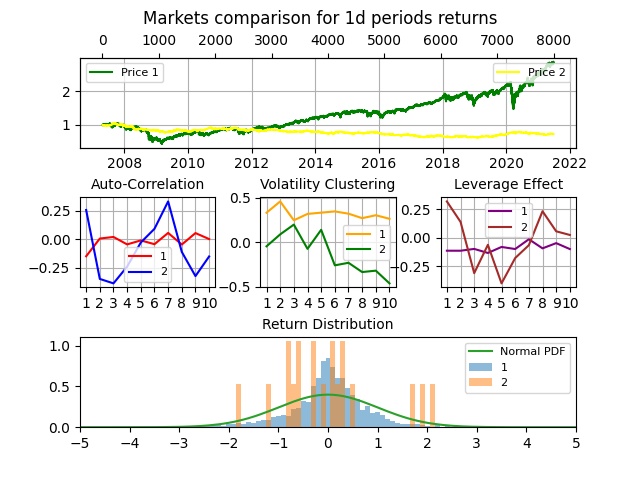 Markets comparison for 1d periods returns
0 1000 2000 3000 4000 5000 6000 7000 8000
Price 1
Price 2
2
1
2008 2010 2012 2014 2016 2018 2020 2022
Auto-Correlation
0.25
0.00
−0.25
1
2
1 2 3 4 5 6 7 8 9 10
Volatility Clustering
0.5
0.0
−0.5
1
2
1 2 3 4 5 6 7 8 9 10
Leverage Effect
0.25
0.00
−0.25
1
2
1 2 3 4 5 6 7 8 9 10
Return Distribution
1.0
0.5
0.0
Normal PDF
1
2
−5 −4 −3 −2 −1 0 1 2 3 4 5